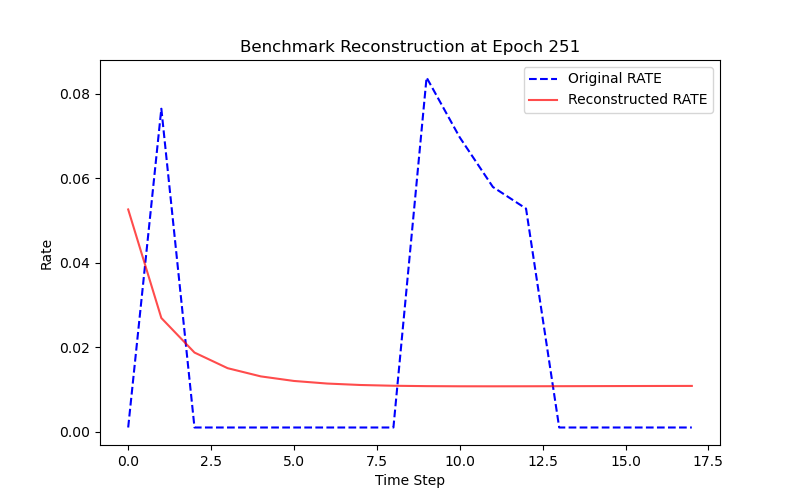 Benchmark Reconstruction at Epoch 251
Original RATE
Reconstructed RATE
Rate
0.08
0.06
0.04
0.02
0.00
0.0 2.5 5.0 7.5 10.0 12.5 15.0 17.5
Time Step